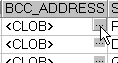 BCC_ADDRESS S
<CLOB> ... F
<CLOB> ... D
<CLOB> ...